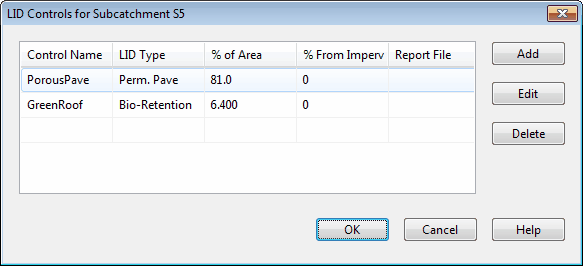 LID Controls for Subcatchment S5
Control Name LID Type % of Area % From Imperv Report File
PorousPave Perm. Pave 81.0 0
GreenRoof Bio-Retention 6.400 0
Add
Edit
Delete
OK Cancel Help